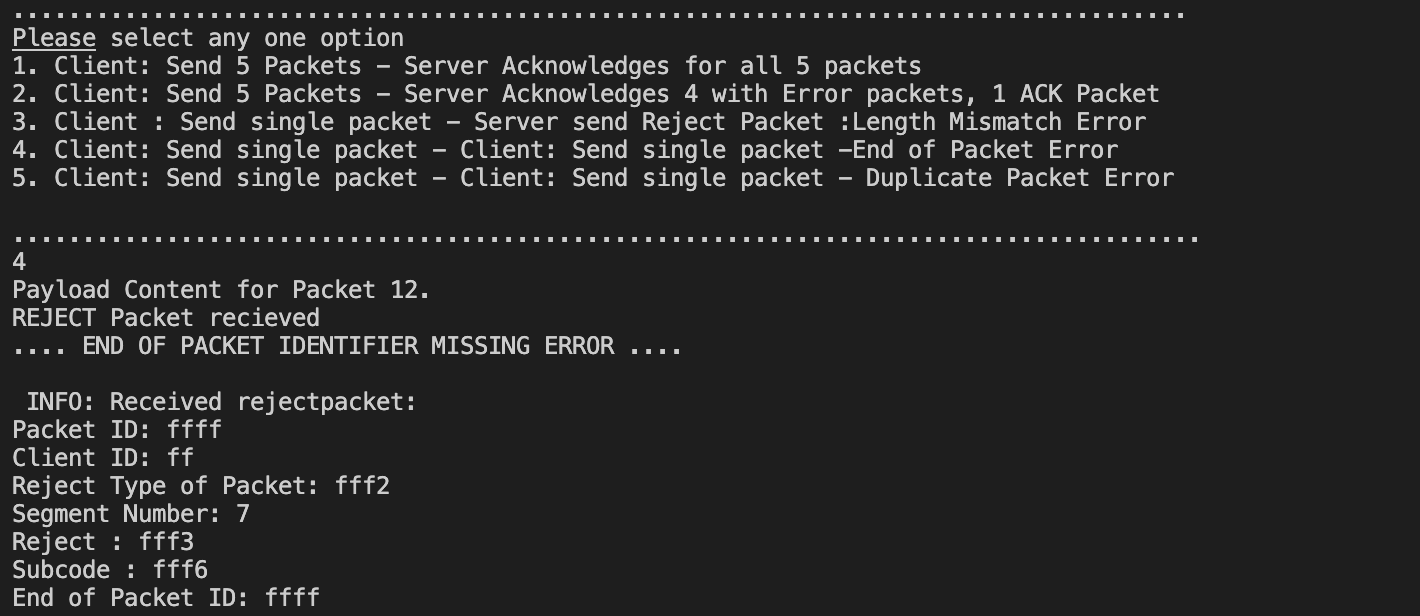 .....................................................................................
Please select any one option
1. Client: Send 5 Packets – Server Acknowledges for all 5 packets
2. Client: Send 5 Packets – Server Acknowledges 4 with Error packets, 1 ACK Packet
3. Client : Send single packet – Server send Reject Packet :Length Mismatch Error
4. Client: Send single packet – Client: Send single packet –End of Packet Error
5. Client: Send single packet – Client: Send single packet – Duplicate Packet Error
......................................................................................
4
Payload Content for Packet 12.
REJECT Packet recieved
.... END OF PACKET IDENTIFIER MISSING ERROR ....
INFO: Received rejectpacket:
Packet ID: ffff
Client ID: ff
Reject Type of Packet: fff2
Segment Number: 7
Reject : fff3
Subcode : fff6
End of Packet ID: ffff